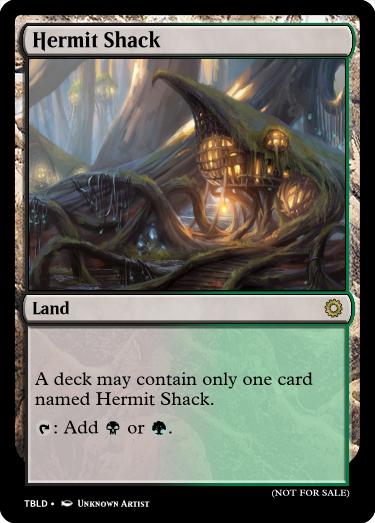 Hermit Shack
Land
A deck may contain only one card
named Hermit Shack.
: Add or .
(NOT FOR SALE)
TBLD • Unknown Artist